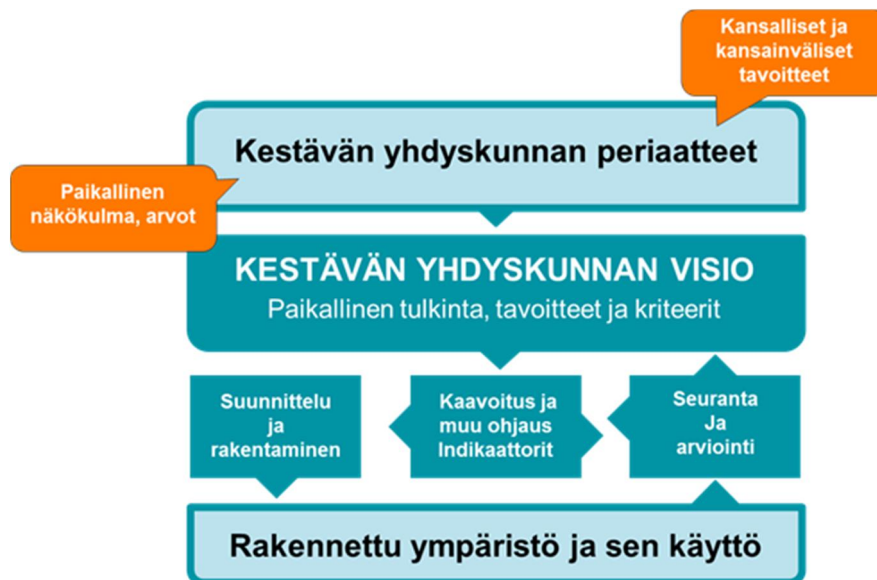 Kansalliset ja
kansainväliset
tavoitteet
Kestävän yhdyskunnan periaatteet
Paikallinen
näkökulma, arvot
KESTÄVÄN YHDYSKUNNAN VISIO
Paikallinen tulkinta, tavoitteet ja kriteerit
Suunnittelu
ja
rakentaminen
Kaavoitus ja
muu ohjaus
Indikaattorit
Seuranta
Ja
arviointi
Rakennettu ympäristö ja sen käyttö